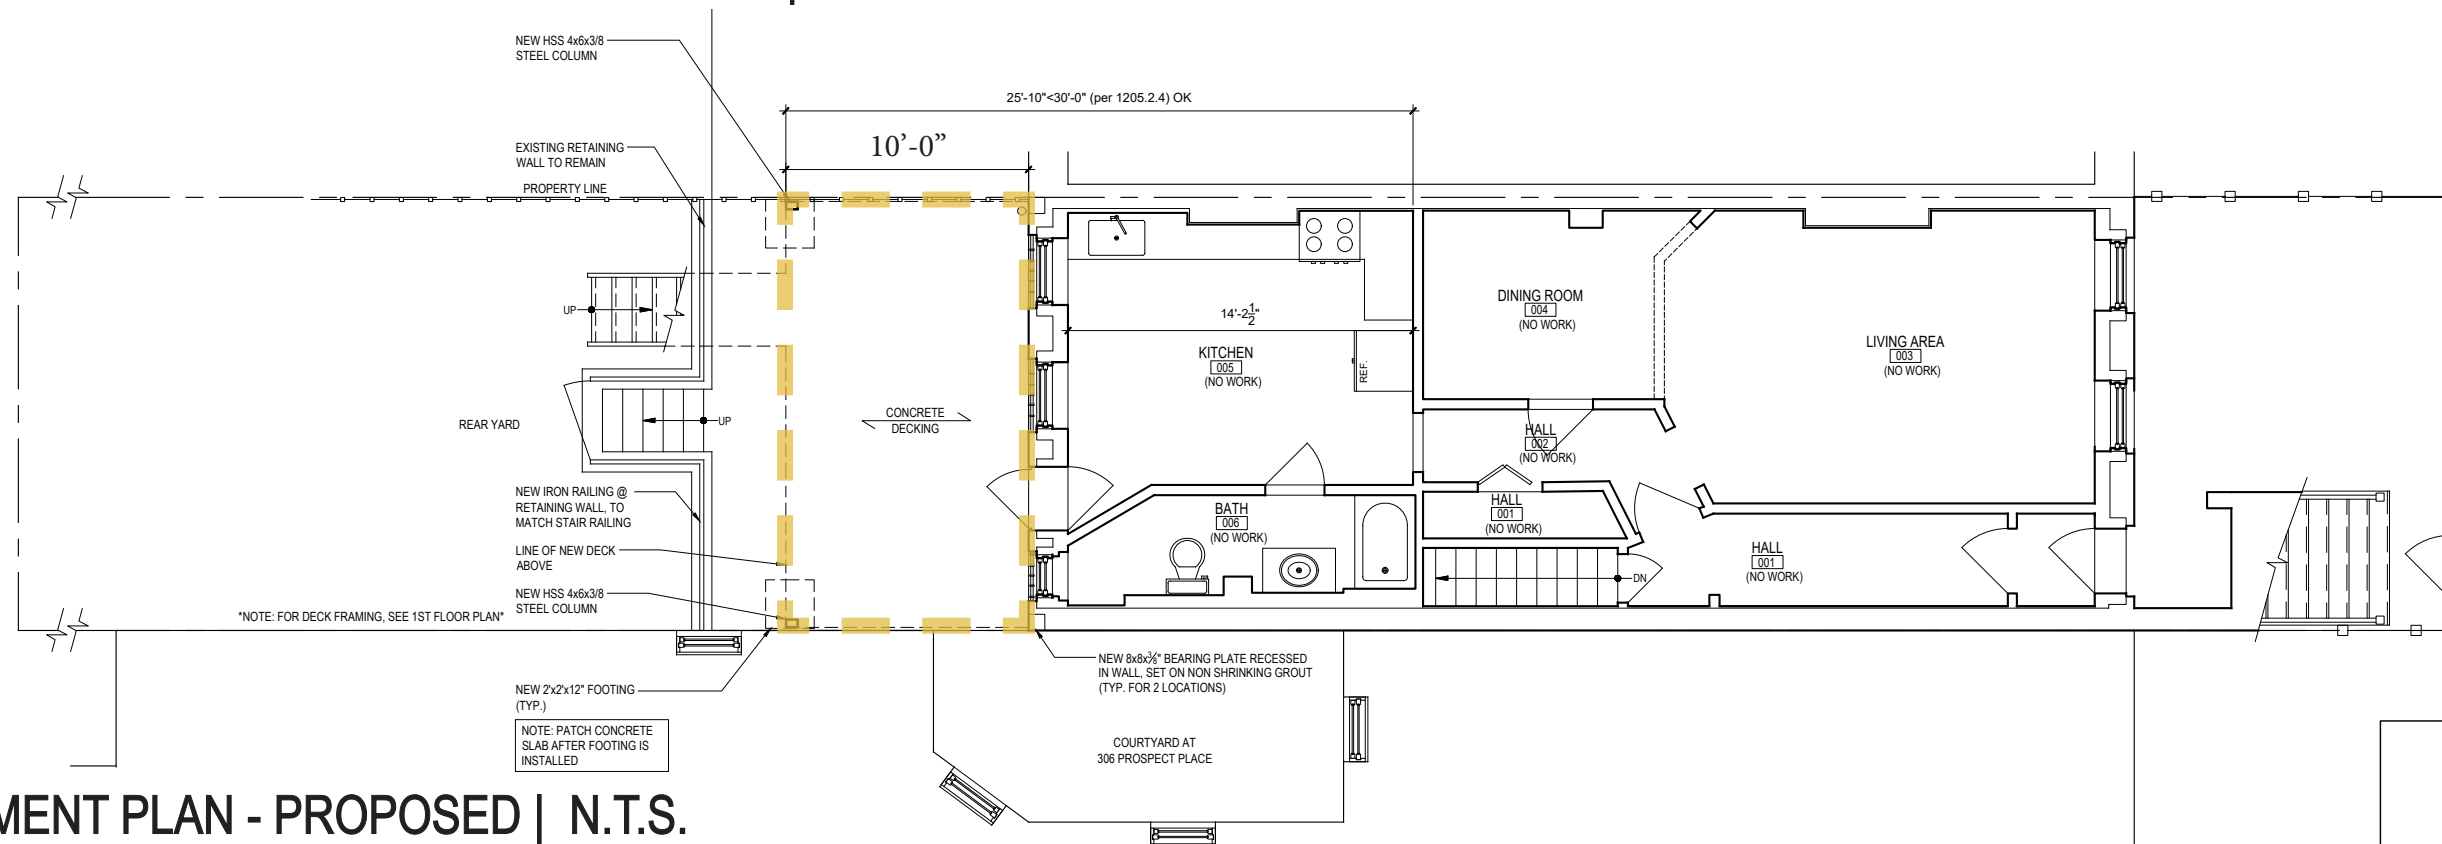 NEW HSS 4x6x3/8
STEEL COLUMN
25'-10"<30'-0" (per 1205.2.4) OK
10’-0”
EXISTING RETAINING
WALL TO REMAIN
PROPERTY LINE
UP
UP
REAR YARD
CONCRETE
DECKING
14'-2 1/2"
KITCHEN
005
(NO WORK)
REF.
DINING ROOM
004
(NO WORK)
LIVING AREA
003
(NO WORK)
HALL
002
(NO WORK)
HALL
001
(NO WORK)
BATH
006
(NO WORK)
HALL
001
(NO WORK)
DN
NEW IRON RAILING @
RETAINING WALL, TO
MATCH STAIR RAILING
LINE OF NEW DECK
ABOVE
NEW HSS 4x6x3/8
STEEL COLUMN
*NOTE: FOR DECK FRAMING, SEE 1ST FLOOR PLAN*
NEW 8x8x3/8" BEARING PLATE RECESSED
IN WALL, SET ON NON SHRINKING GROUT
(TYP. FOR 2 LOCATIONS)
NEW 2'x2'x12" FOOTING
(TYP.)
NOTE: PATCH CONCRETE
SLAB AFTER FOOTING IS
INSTALLED
COURTYARD AT
306 PROSPECT PLACE
MENT PLAN - PROPOSED | N.T.S.